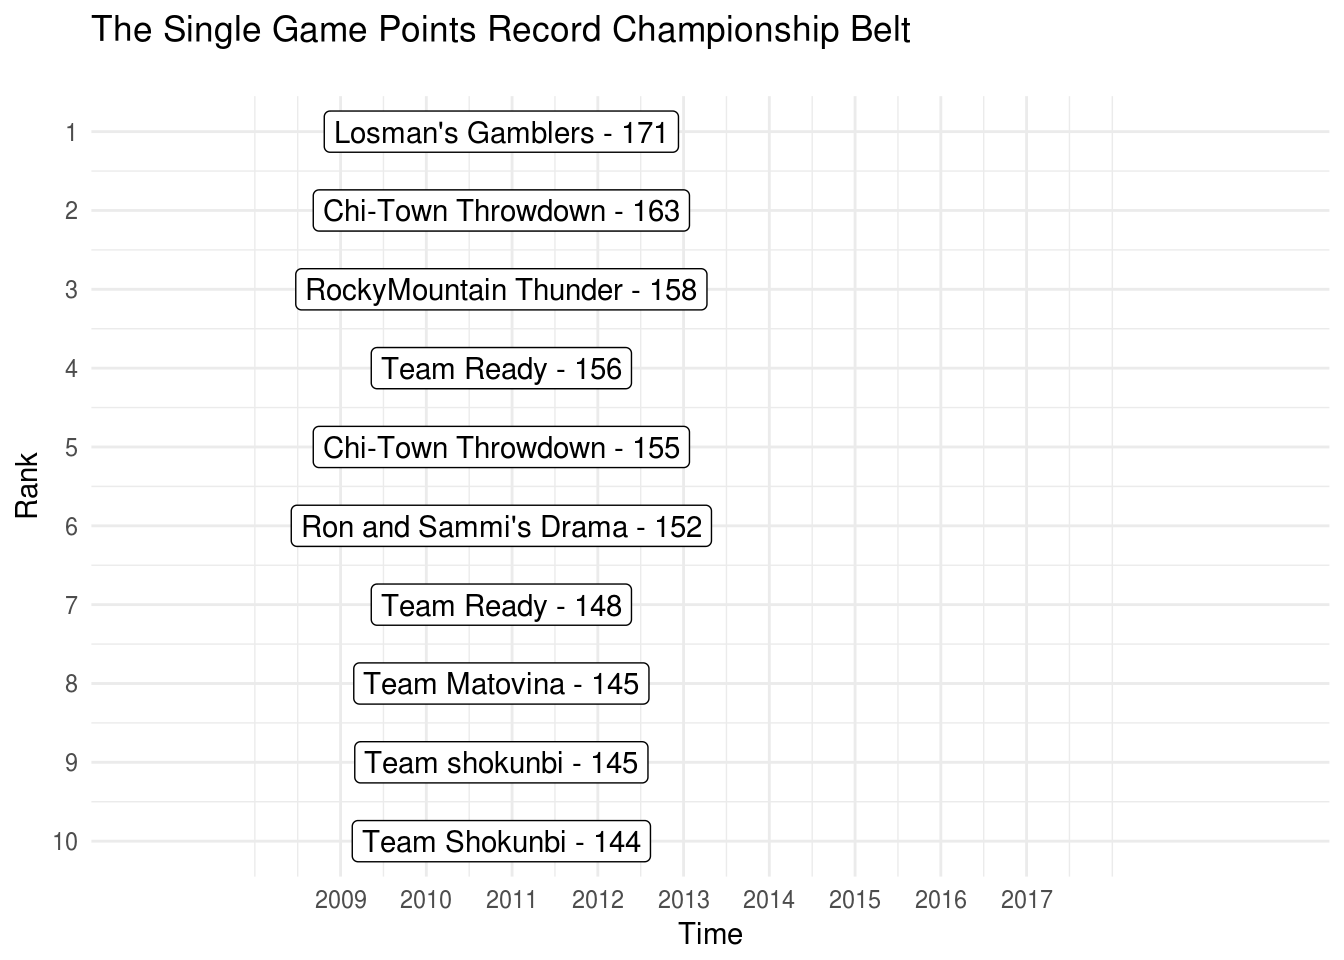 The Single Game Points Record Championship Belt
1 Losman's Gamblers - 171
2 Chi-Town Throwdown - 163
3 RockyMountain Thunder - 158
4 Team Ready - 156
5 Chi-Town Throwdown - 155
Rank
6 Ron and Sammi's Drama - 152
7 Team Ready - 148
8 Team Matovina - 145
9 Team shokunbi - 145
10 Team Shokunbi - 144
2009 2010 2011 2012 2013 2014 2015 2016 2017
Time